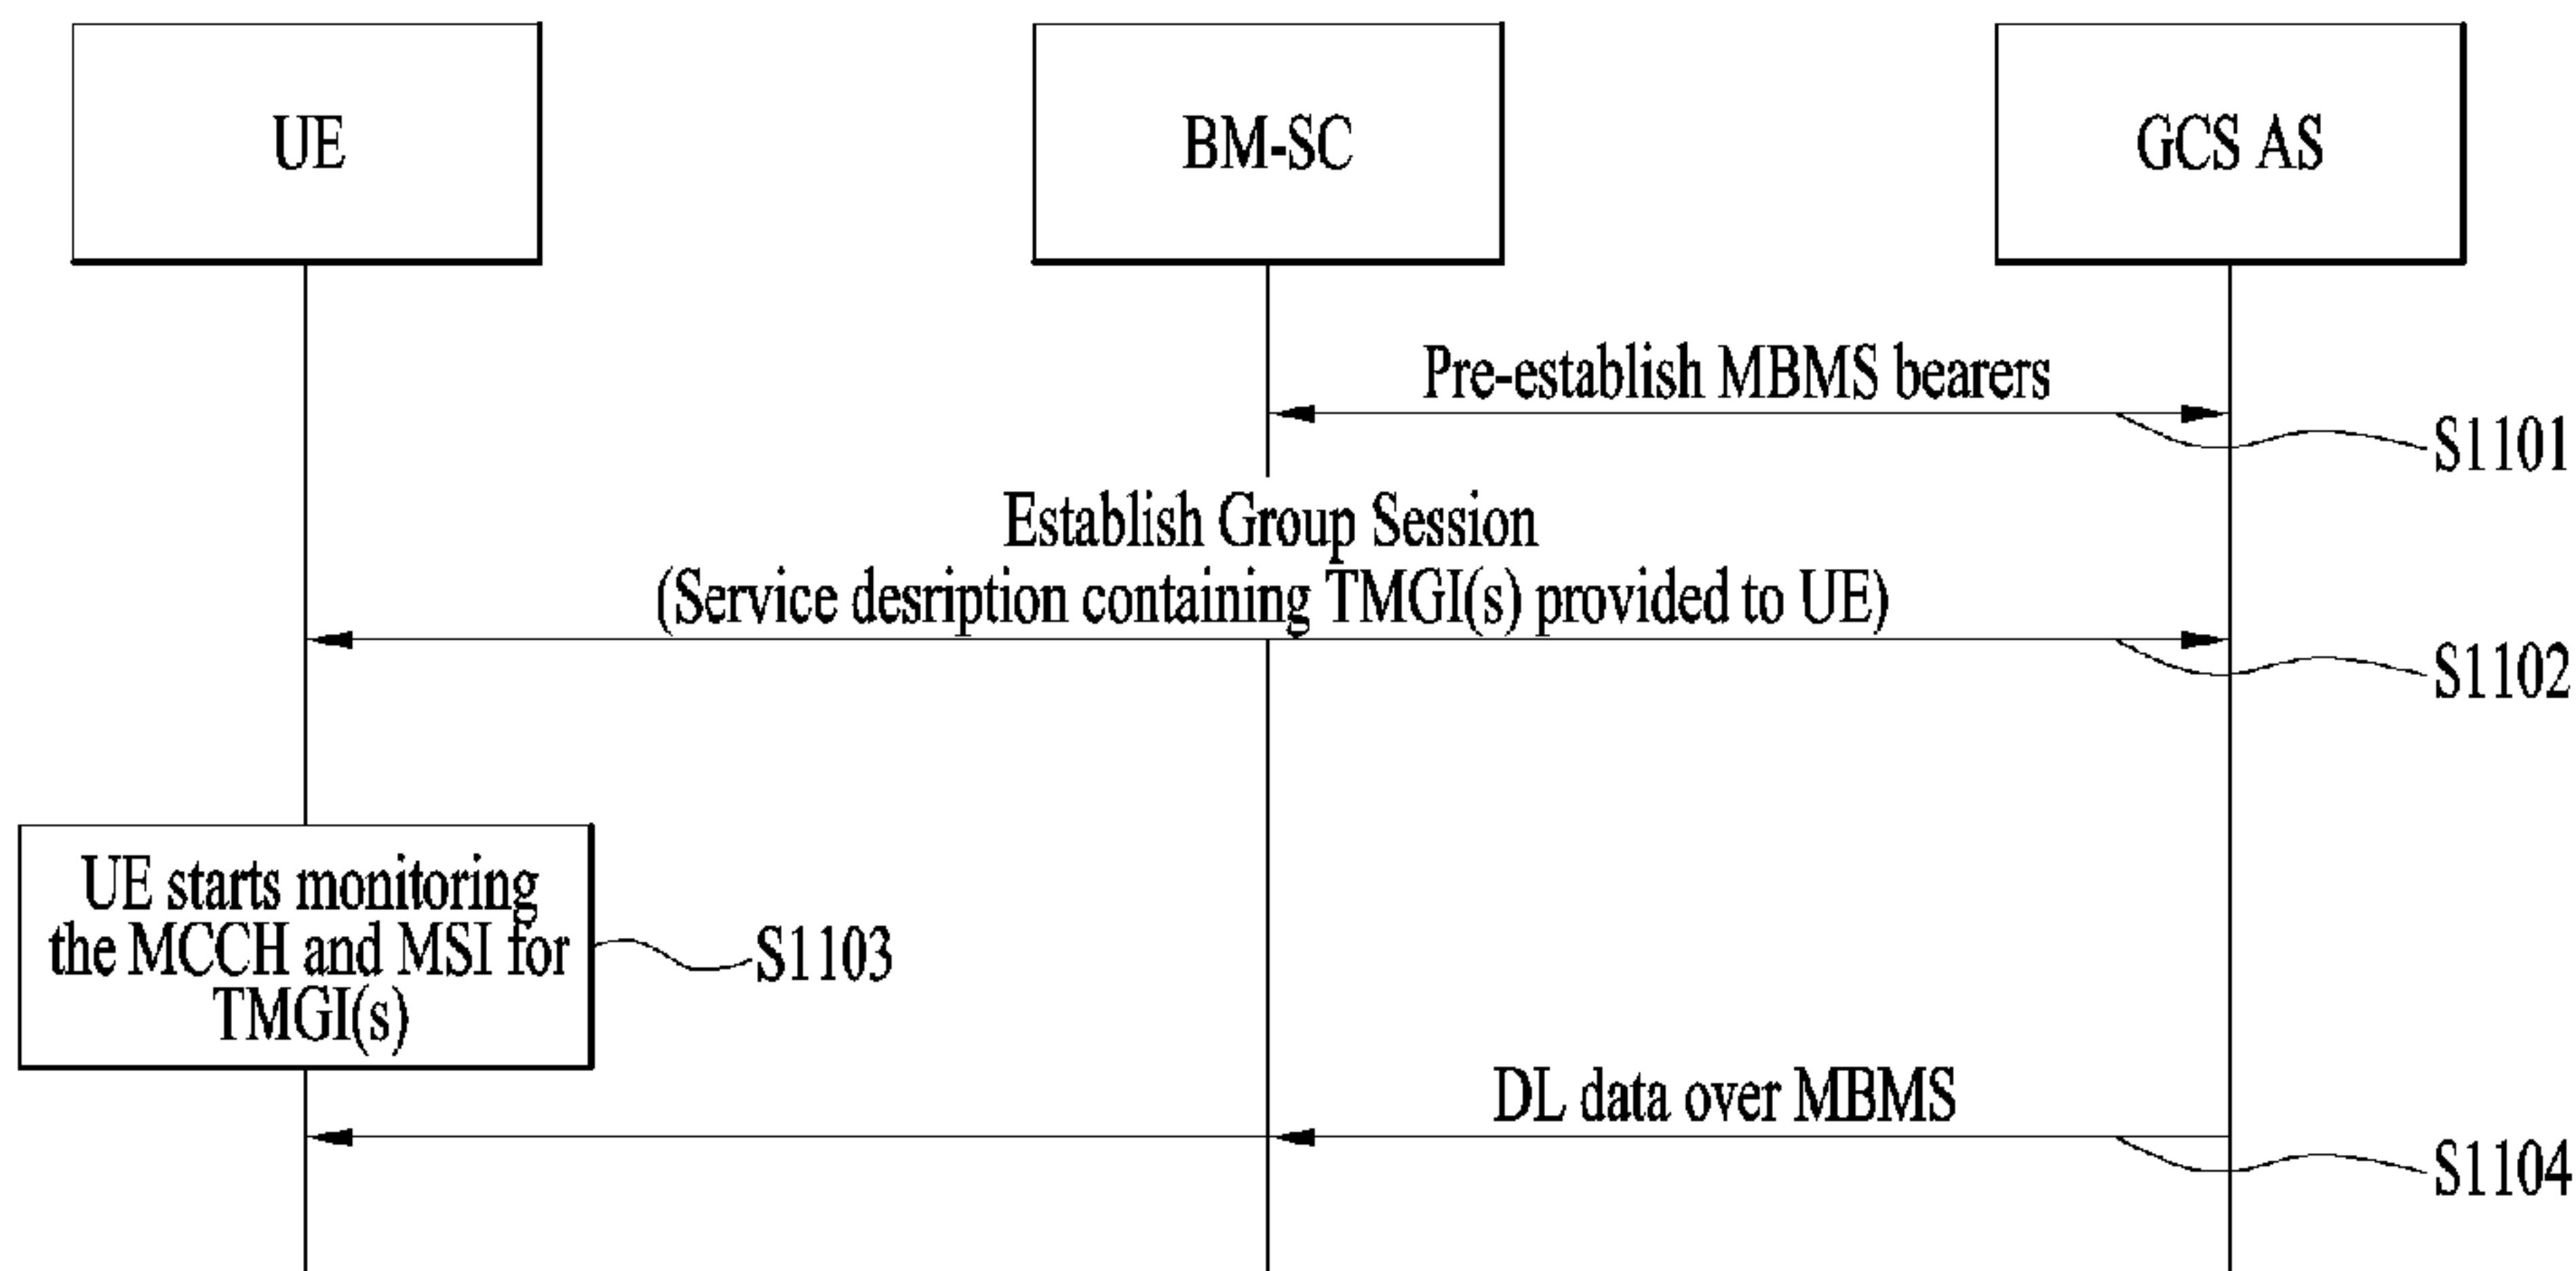 UE
BM-SC
GCS AS
Pre-establish MBMS bearers
S1101
Establish Group Session
(Service desription containing TMGI(s) provided to UE)
S1102
UE starts monitoring
the MCCH and MSI for
TMGI(s)
S1103
DL data over MBMS
S1104